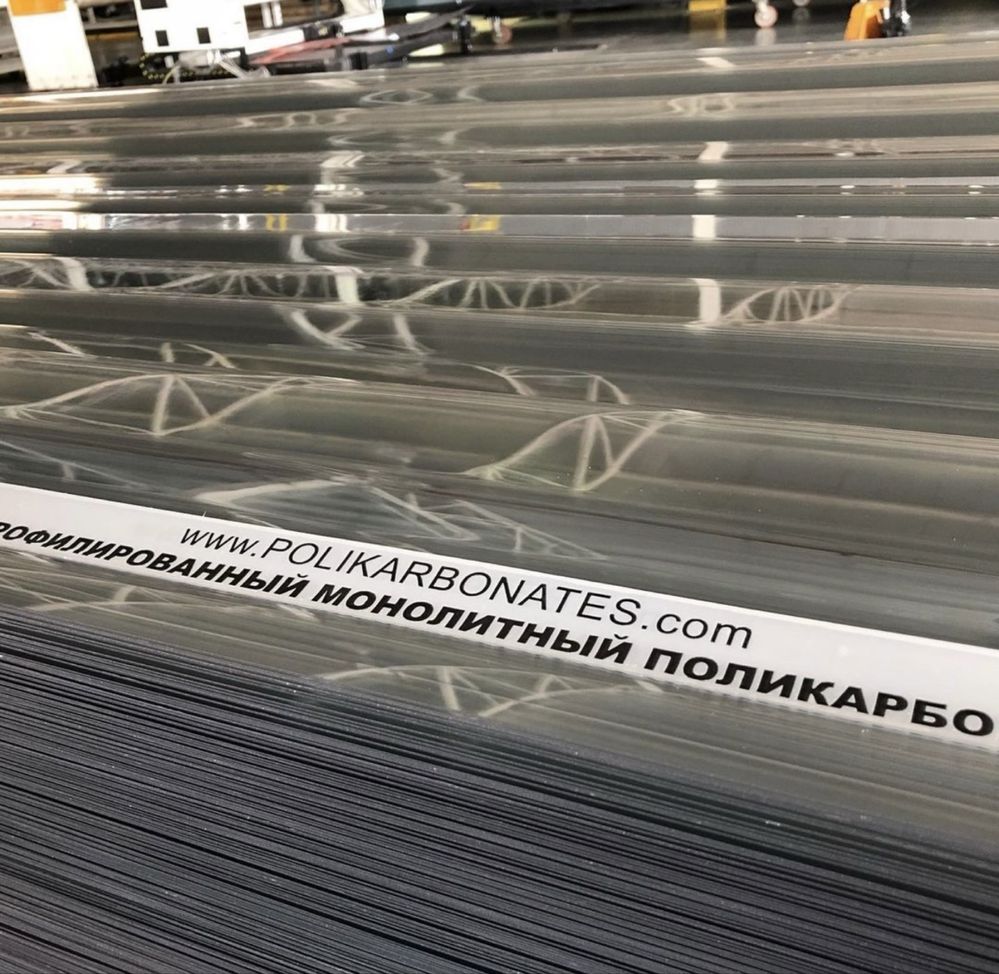 www.POLIKARBONATES.com
РОФИЛИРОВАННЫЙ МОНОЛИТНЫЙ ПОЛИКАРБО